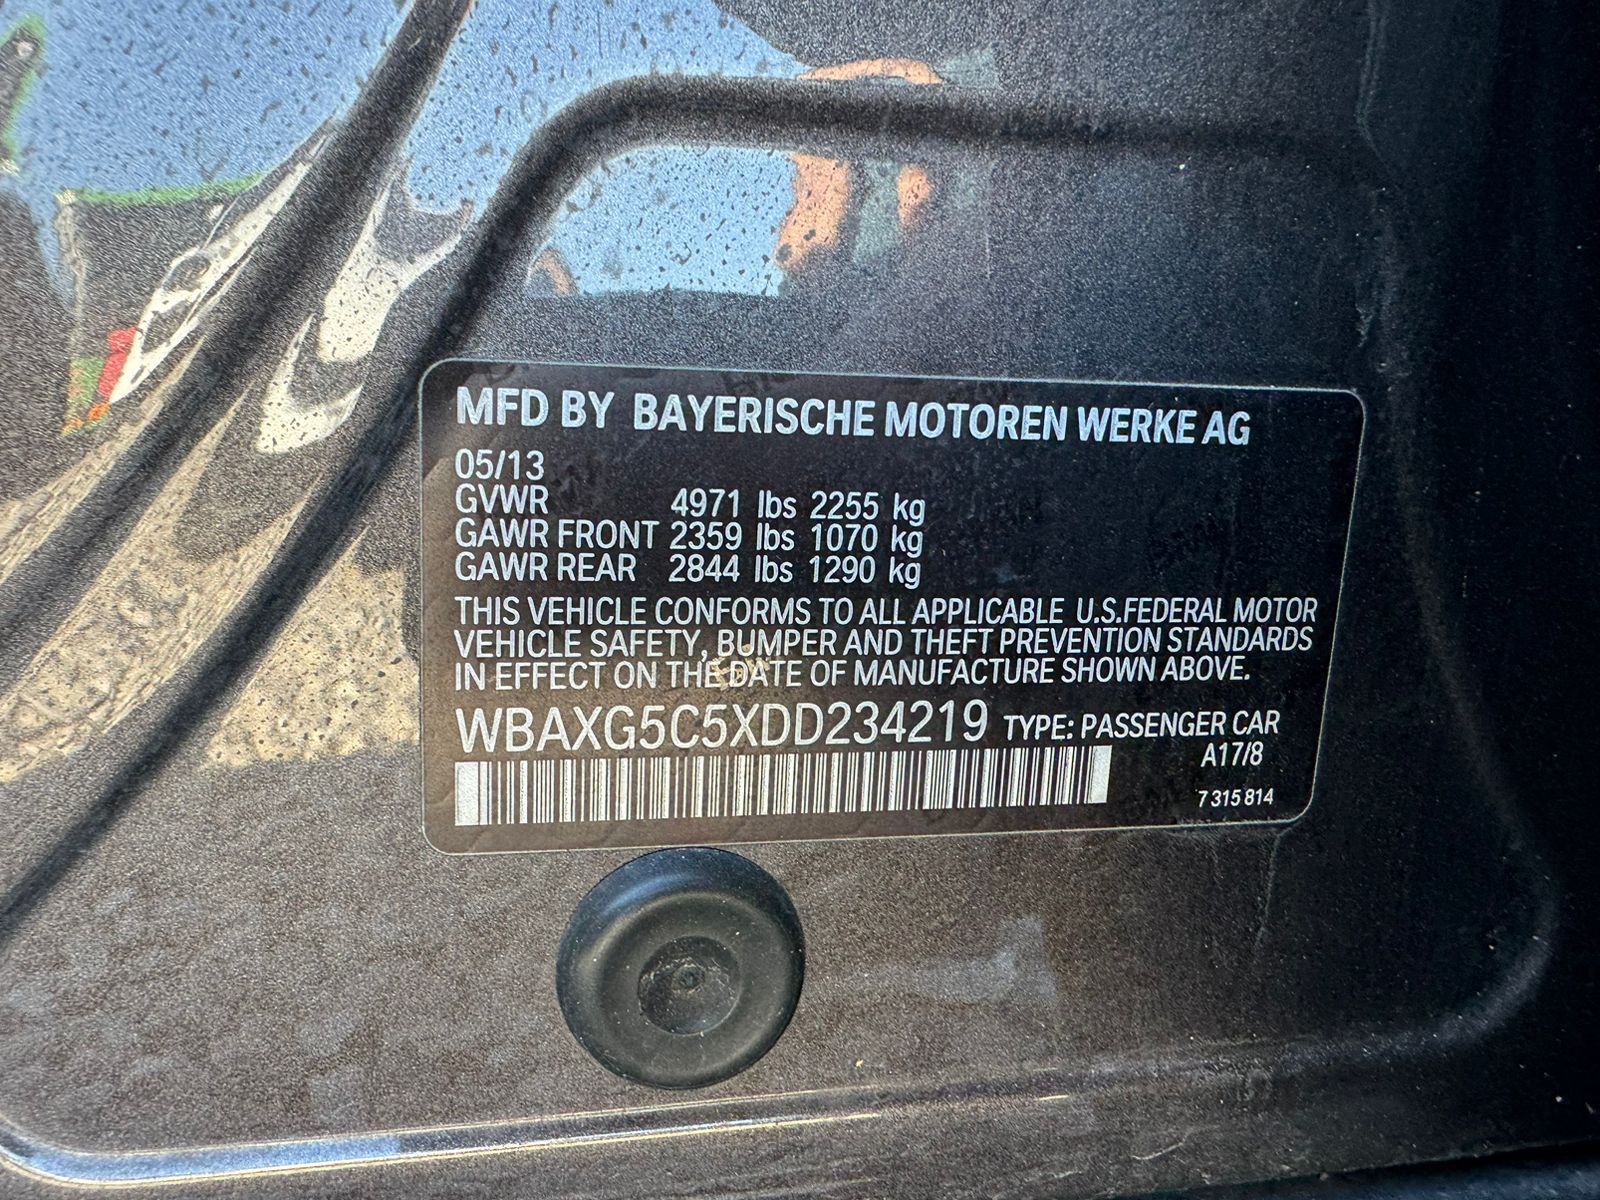 MFD BY BAYERISCHE MOTOREN WERKE AG
05/13
GVWR 4971 lbs 2255 kg
GAWR FRONT 2359 lbs 1070 kg
GAWR REAR 2844 lbs 1290 kg
THIS VEHICLE CONFORMS TO ALL APPLICABLE U.S.FEDERAL MOTOR
VEHICLE SAFETY, BUMPER AND THEFT PREVENTION STANDARDS
IN EFFECT ON THE DATE OF MANUFACTURE SHOWN ABOVE.
WBAXG5C5XDD234219 TYPE: PASSENGER CAR
A17/8
7 315 814